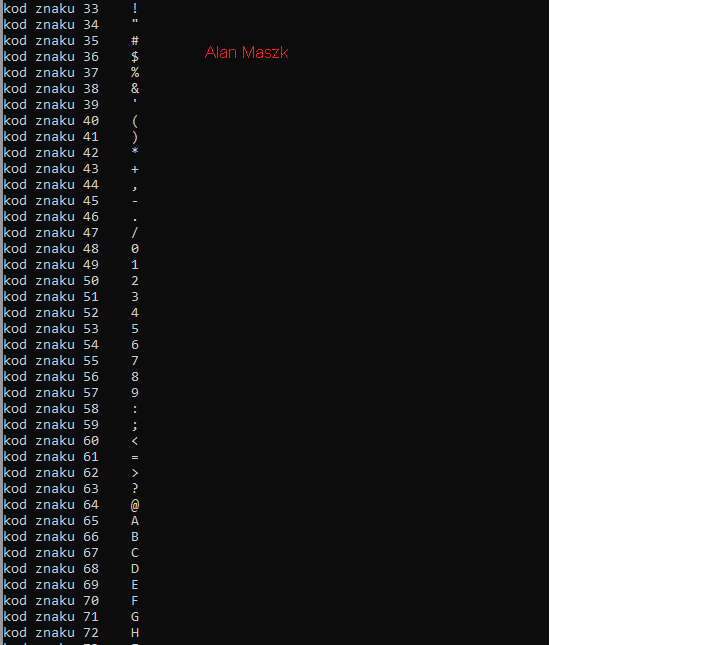 kod znaku 33 !
kod znaku 34 "
kod znaku 35 #
Alan Maszk
kod znaku 36 $
kod znaku 37 %
kod znaku 38 &
kod znaku 39 '
kod znaku 40 (
kod znaku 41 )
kod znaku 42 *
kod znaku 43 +
kod znaku 44 ,
kod znaku 45 -
kod znaku 46 .
kod znaku 47 /
kod znaku 48 0
kod znaku 49 1
kod znaku 50 2
kod znaku 51 3
kod znaku 52 4
kod znaku 53 5
kod znaku 54 6
kod znaku 55 7
kod znaku 56 8
kod znaku 57 9
kod znaku 58 :
kod znaku 59 ;
kod znaku 60 <
kod znaku 61 =
kod znaku 62 >
kod znaku 63 ?
kod znaku 64 @
kod znaku 65 A
kod znaku 66 B
kod znaku 67 C
kod znaku 68 D
kod znaku 69 E
kod znaku 70 F
kod znaku 71 G
kod znaku 72 H